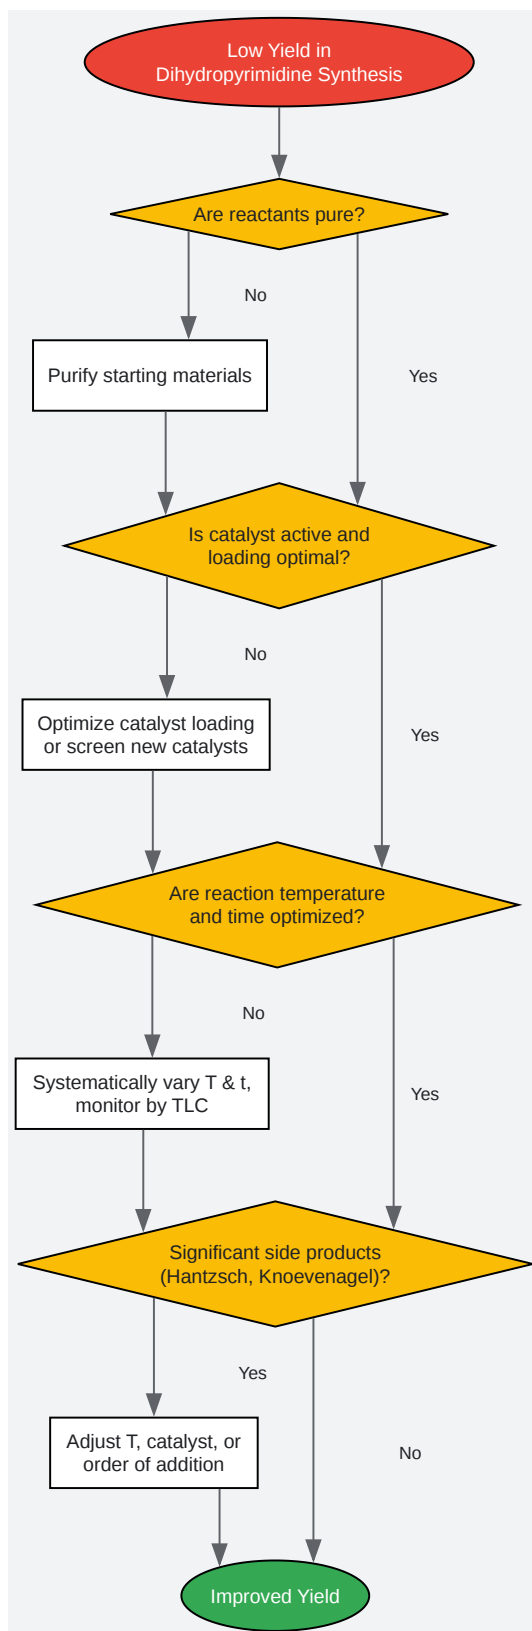 Low Yield in
Dihydropyrimidine Synthesis
Are reactants pure?
No
Purify starting materials
Yes
Is catalyst active and
loading optimal?
No
Optimize catalyst loading
or screen new catalysts
Yes
Are reaction temperature
and time optimized?
No
Systematically vary T & t,
monitor by TLC
Yes
Significant side products
(Hantzsch, Knoevenagel)?
Yes
Adjust T, catalyst, or
order of addition
No
Improved Yield